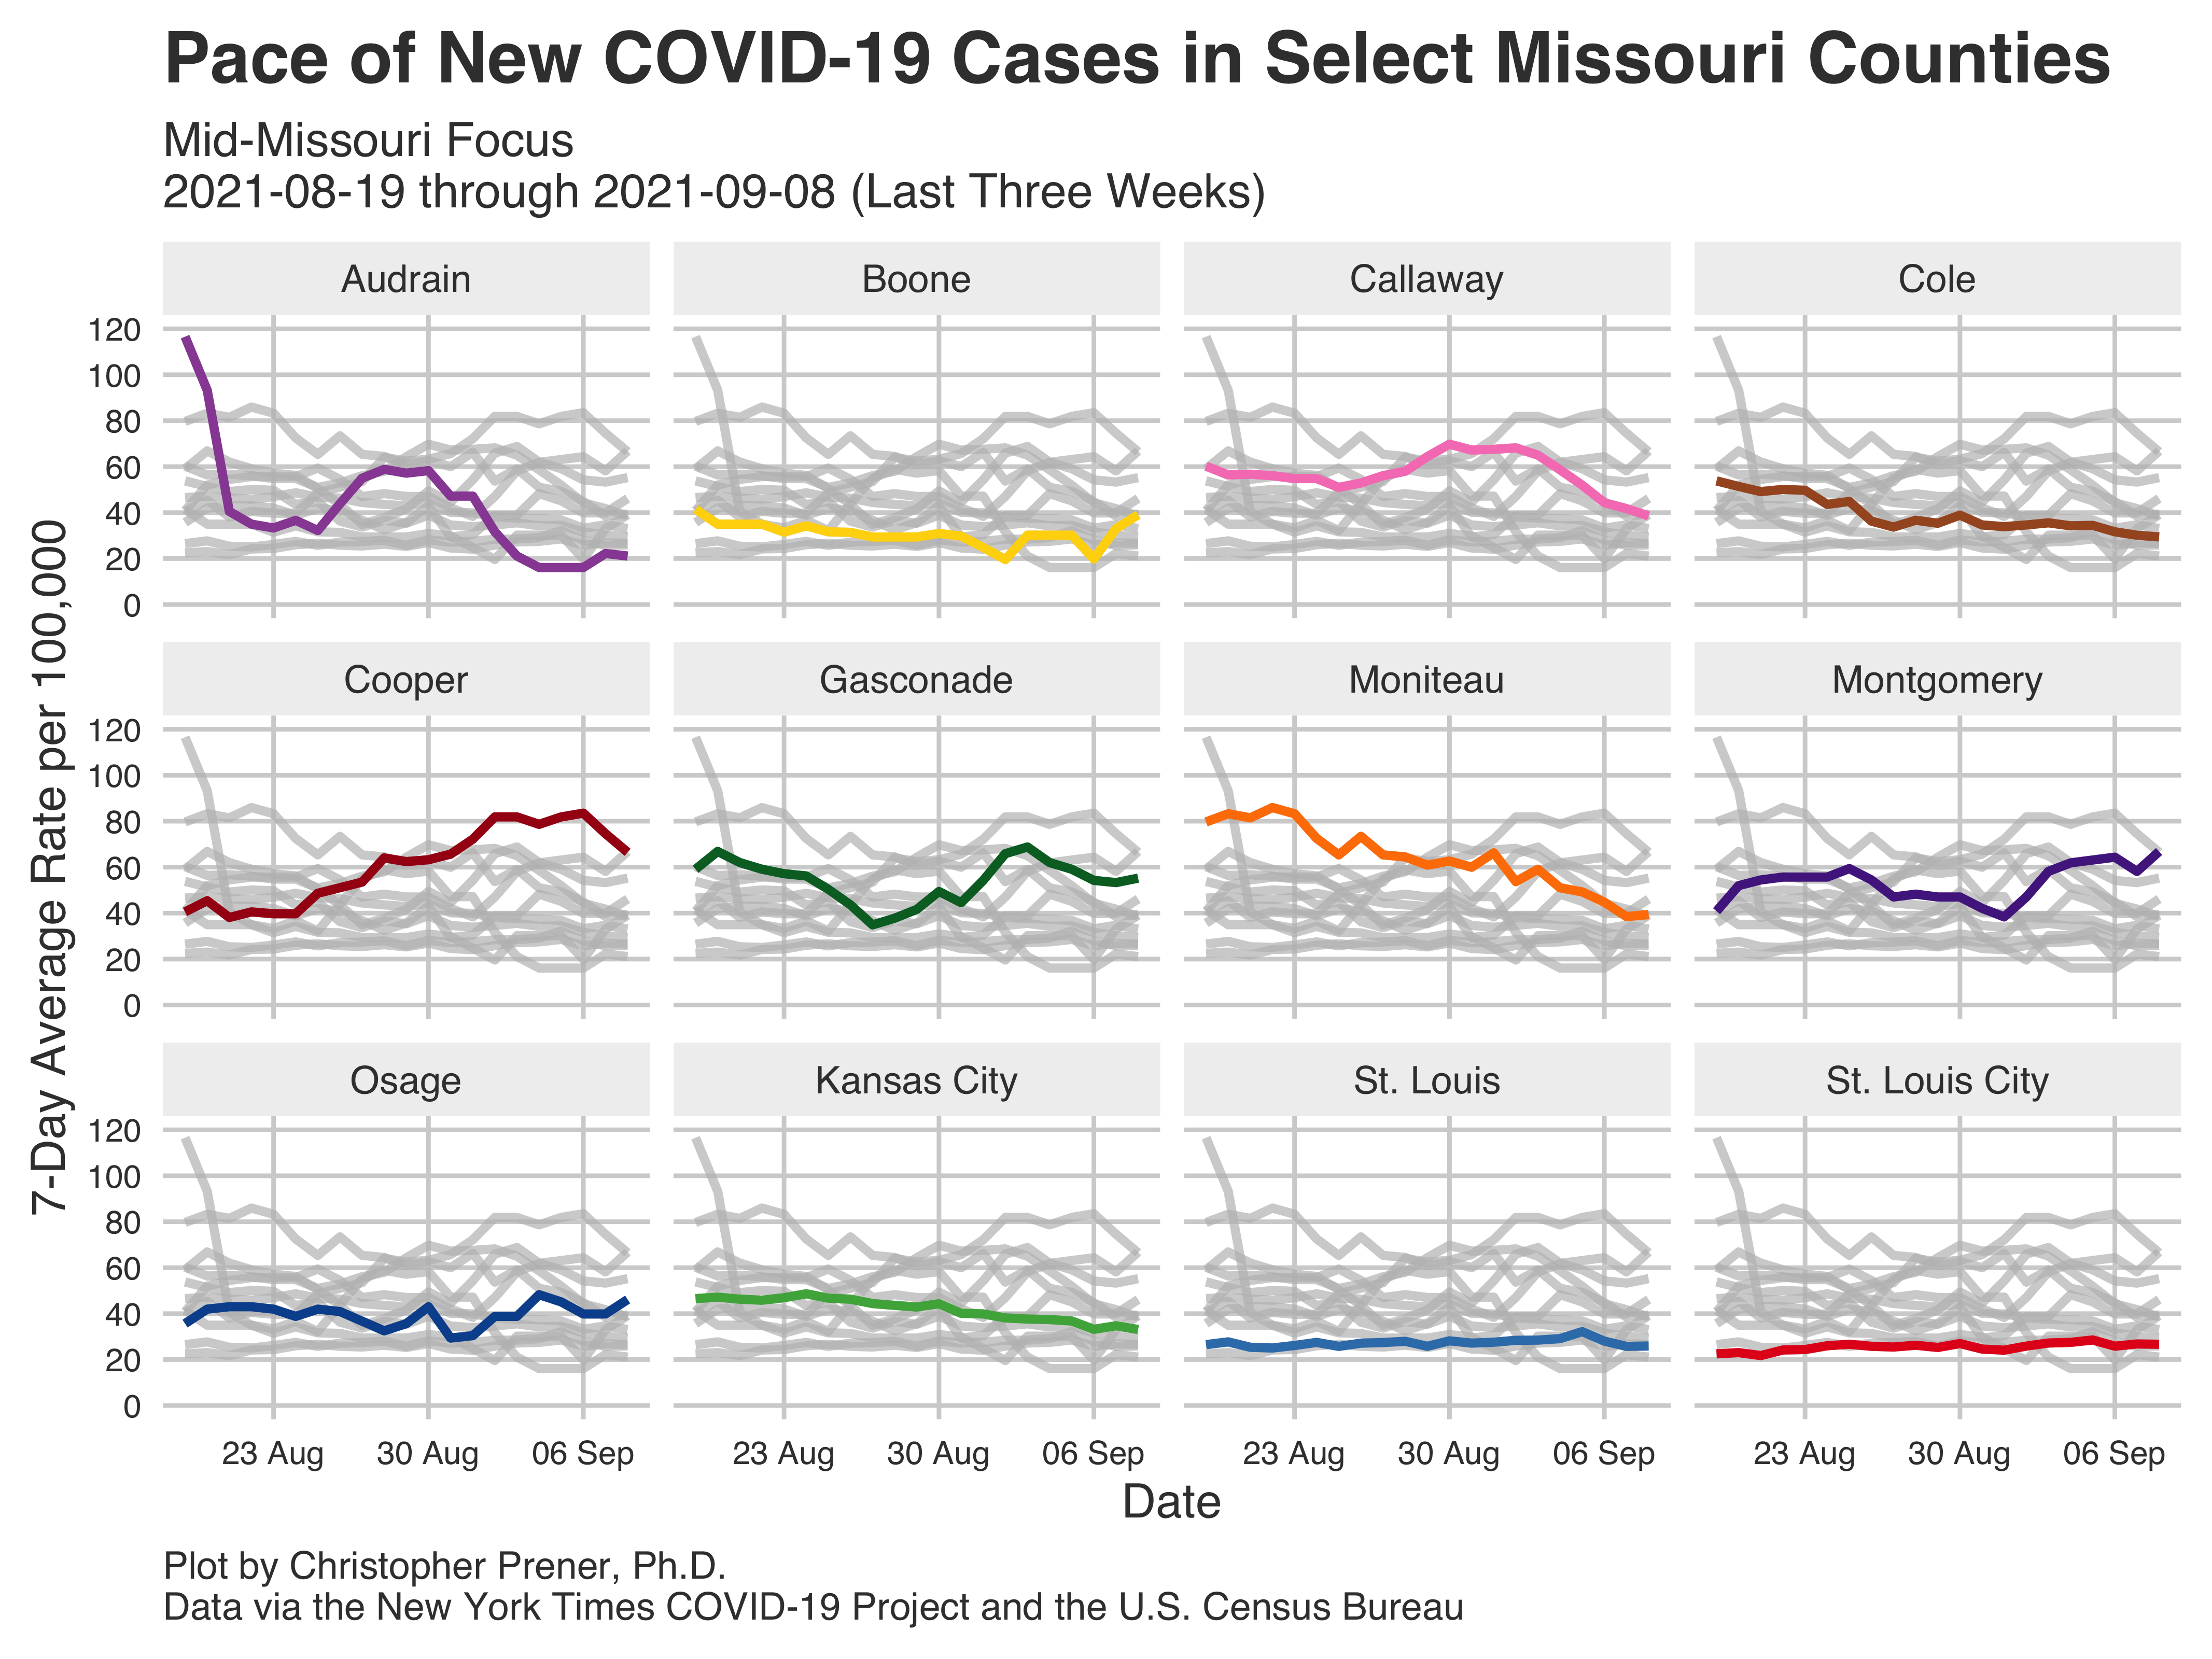 Pace of New COVID-19 Cases in Select Missouri Counties
Mid-Missouri Focus
2021-08-19 through 2021-09-08 (Last Three Weeks)
7-Day Average Rate per 100,000
Audrain
Boone
Callaway
Cole
120
100
80
60
40
20
0
Cooper
Gasconade
Moniteau
Montgomery
120
100
80
60
40
20
0
Osage
Kansas City
St. Louis
St. Louis City
120
100
80
60
40
20
0
23 Aug 30 Aug 06 Sep
23 Aug 30 Aug 06 Sep
23 Aug 30 Aug 06 Sep
23 Aug 30 Aug 06 Sep
Date
Plot by Christopher Prener, Ph.D.
Data via the New York Times COVID-19 Project and the U.S. Census Bureau